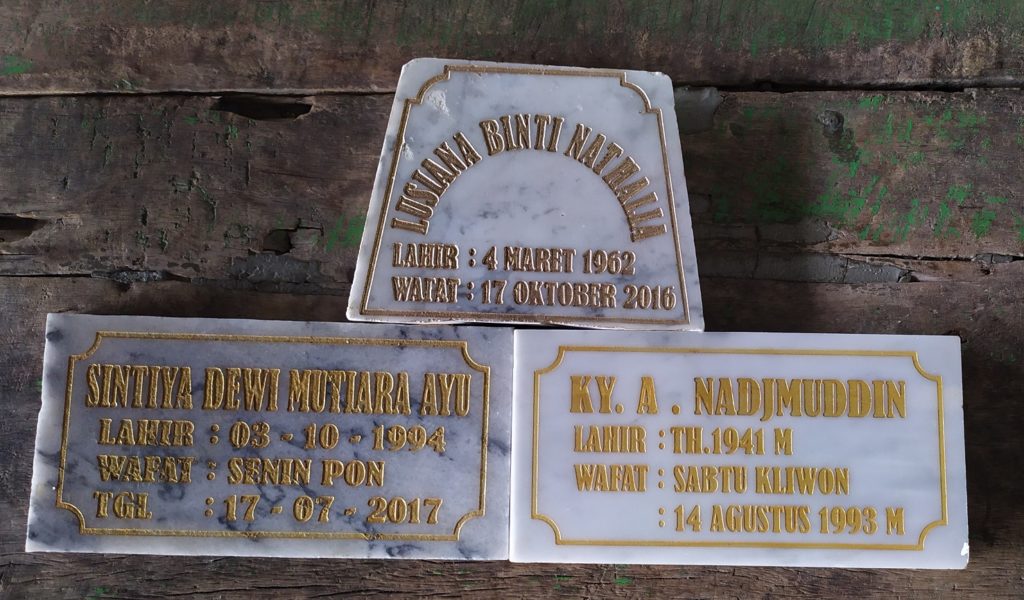 LUSIANA BINTI NATHALIA
LAHIR : 4 MARET 1962
WAFAT : 17 OKTOBER 2016
SINTIYA DEWI MUTIARA AYU
LAHIR : 03 - 10 - 1994
WAFAT : SENIN PON
TGL : 17 - 07 - 2017
KY. A . NADJMUDDIN
LAHIR : TH.1941 M
WAFAT : SABTU KLIWON
: 14 AGUSTUS 1993 M